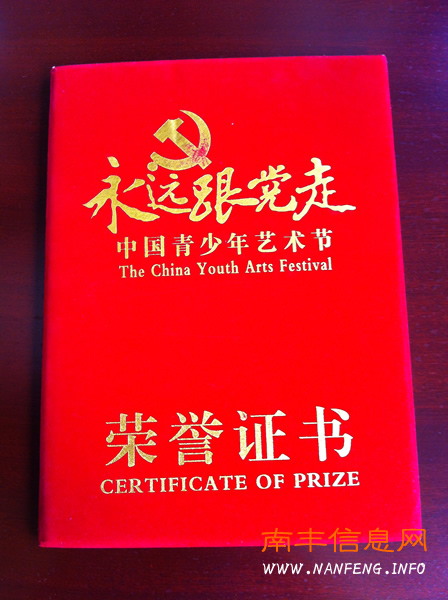 永远跟党走
中国青少年艺术节
The China Youth Arts Festival
荣誉证书
CERTIFICATE OF PRIZE
南丰信息网
www.NANFENG.INFO